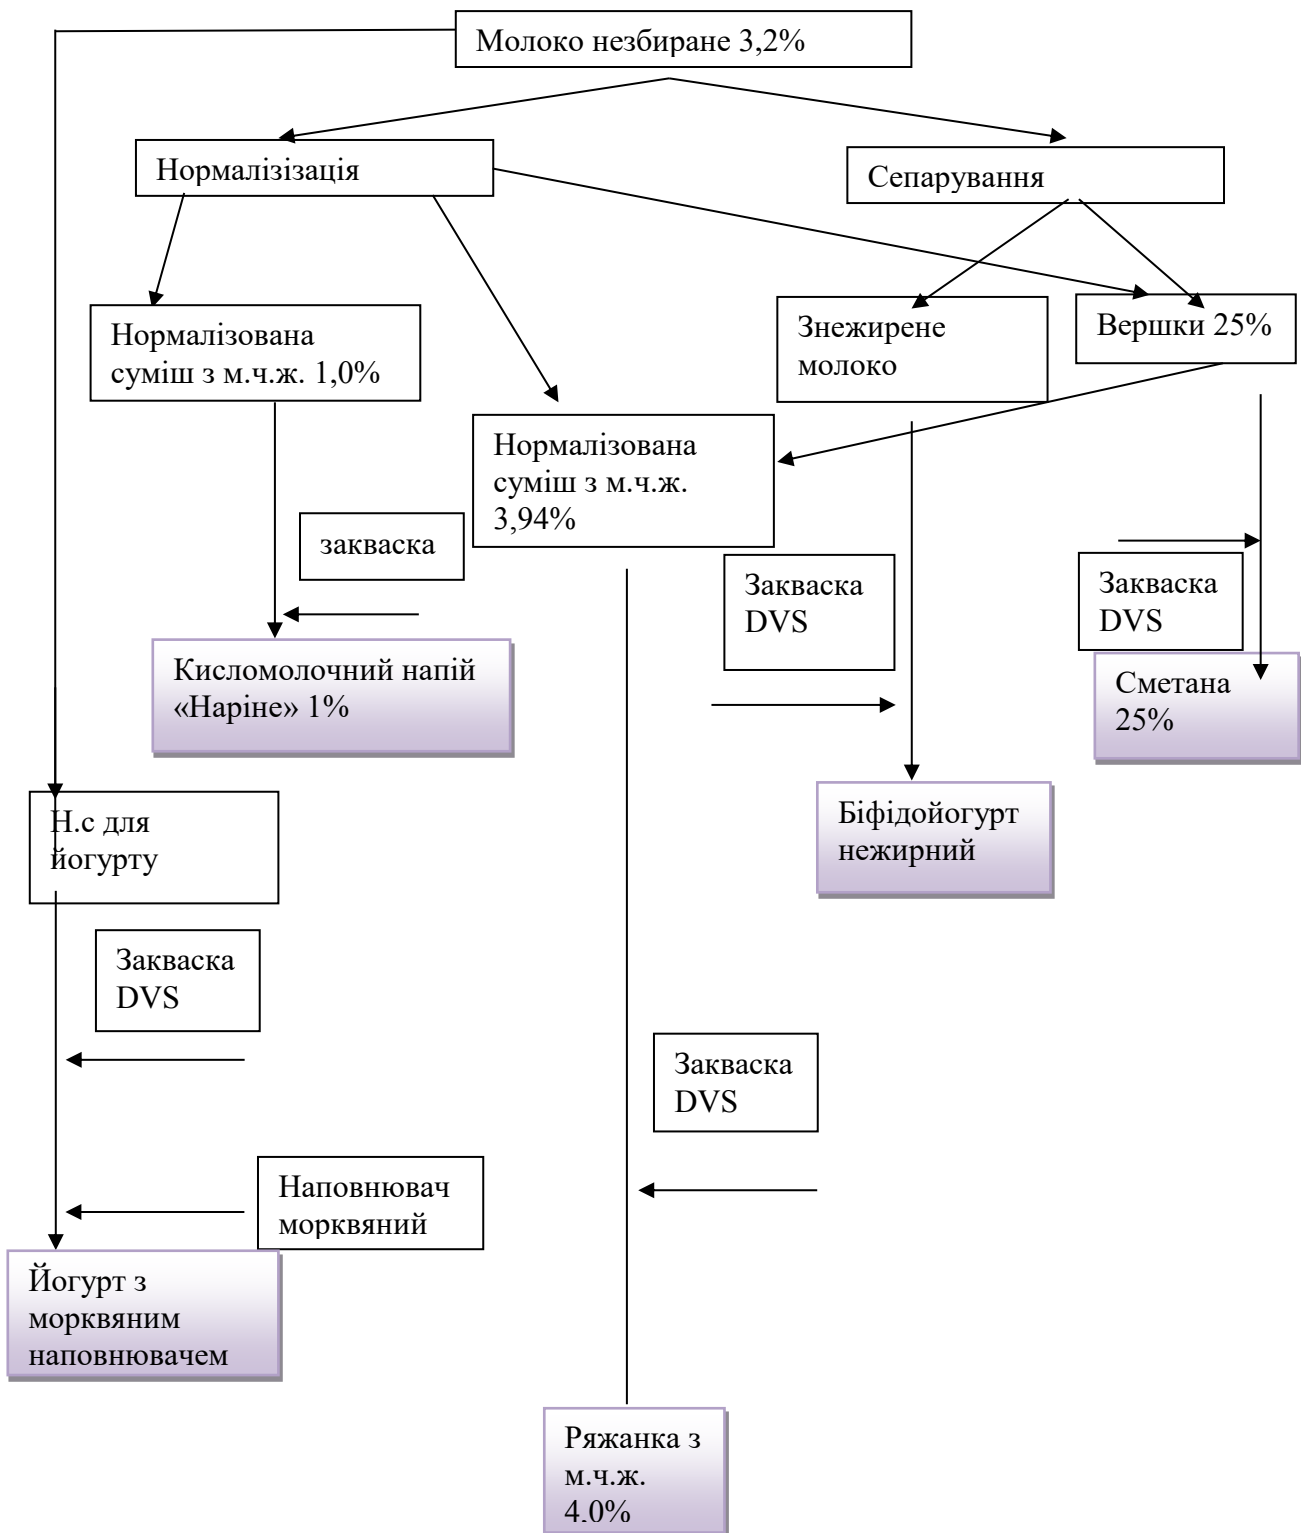 Молоко незбиране 3,2%
Нормалізізація
Сепарування
Нормалізована
суміш з м.ч.ж. 1,0%
Знежирене
молоко
Вершки 25%
Нормалізована
суміш з м.ч.ж.
3,94%
закваска
Закваска
DVS
Закваска
DVS
Кисломолочний напій
«Наріне» 1%
Сметана
25%
Н.с для
йогурту
Біфідойогурт
нежирний
Закваска
DVS
Закваска
DVS
Наповнювач
морквяний
Йогурт з
морквяним
наповнювачем
Ряжанка з
м.ч.ж.
4.0%